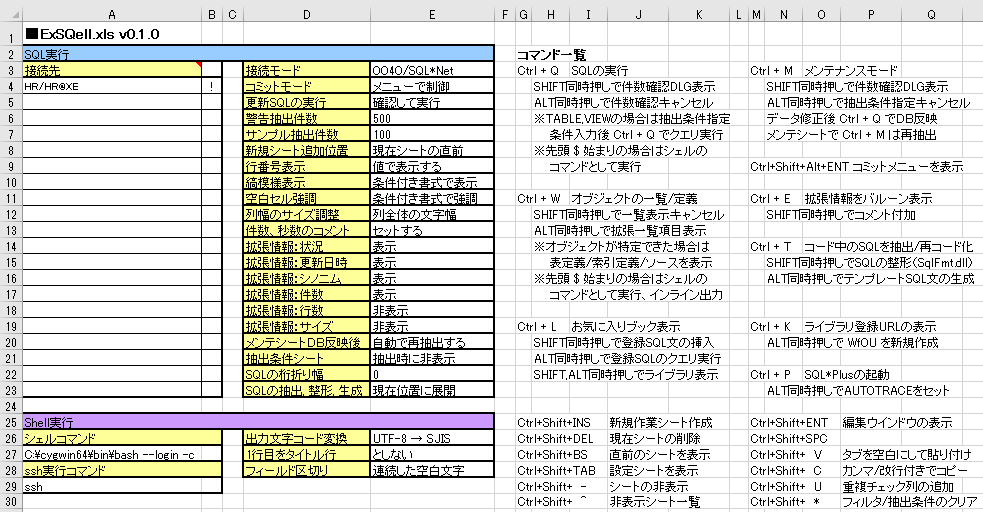 A B C D E F G H I J K L M N O P Q
1 ■ExSQell.xls v0.1.0
2 SQL実行 コマンド一覧
3 接続先 接続モード OO4O/SQL*Net Ctrl + Q SQLの実行 Ctrl + M メンテナンスモード
4 HR/HR@XE ! コミットモード メニューで制御 SHIFT同時押しで件数確認DLG表示 SHIFT同時押しで件数確認DLG表示
5 更新SQLの実行 確認して実行 ALT同時押しで件数確認キャンセル ALT同時押しで抽出条件指定キャンセル
6 警告抽出件数 500 ※TABLE,VIEWの場合は抽出条件指定 データ修正後 Ctrl + Q でDB反映
7 サンプル抽出件数 100 条件入力後 Ctrl + Q でクエリ実行 メンテシートで Ctrl + M は再抽出
8 新規シート追加位置 現在シートの直前 ※先頭 $ 始まりの場合はシェルの
9 行番号表示 値で表示する コマンドとして実行 Ctrl+Shift+Alt+ENT コミットメニューを表示
10 縞模様表示 条件付き書式で表示
11 空白セル強調 条件付き書式で強調 Ctrl + W オブジェクトの一覧/定義 Ctrl + E 拡張情報をバルーン表示
12 列幅のサイズ調整 列全体の文字幅 SHIFT同時押しで一覧表示キャンセル SHIFT同時押しでコメント付加
13 件数、秒数のコメント セットする ALT同時押しで拡張一覧項目表示
14 拡張情報:状況 表示 ※オブジェクトが特定できた場合は Ctrl + T コード中のSQLを抽出/再コード化
15 拡張情報:更新日時 表示 表定義/索引定義/ソースを表示 SHIFT同時押しでSQLの整形(SqlFmt.dll)
16 拡張情報:シノニム 表示 ※先頭 $ 始まりの場合はシェルの ALT同時押しでテンプレートSQL文の生成
17 拡張情報:件数 表示 コマンドとして実行、インライン出力
18 拡張情報:行数 非表示
19 拡張情報:サイズ 非表示 Ctrl + L お気に入りブック表示 Ctrl + K ライブラリ登録URLの表示
20 メンテシートDB反映後 自動で再抽出する SHIFT同時押しで登録SQL文の挿入 ALT同時押しで WfOU を新規作成
21 抽出条件シート 抽出時に非表示 ALT同時押しで登録SQLのクエリ実行
22 SQLの桁折り幅 0 SHIFT,ALT同時押しでライブラリ表示 Ctrl + P SQL*Plusの起動
23 SQLの抽出,整形,生成 現在位置に展開 ALT同時押しでAUTOTRACEをセット
24
25 Shell実行 Ctrl+Shift+INS 新規作業シート作成 Ctrl+Shift+ENT 編集ウインドウの表示
26 シェルコマンド 出力文字コード変換 UTF-8 → SJIS Ctrl+Shift+DEL 現在シートの削除 Ctrl+Shift+SPC
27 C:¥cygwin64¥bin¥bash --login -c 1行目をタイトル行 としない Ctrl+Shift+BS 直前のシートを表示 Ctrl+Shift+ V タブを空白にして貼り付け
28 ssh実行コマンド フィールド区切り 連続した空白文字 Ctrl+Shift+TAB 設定シートを表示 Ctrl+Shift+ C カンマ/改行付きでコピー
29 ssh Ctrl+Shift+ - シートの非表示 Ctrl+Shift+ U 重複チェック列の追加
30 Ctrl+Shift+ ^ 非表示シート一覧 Ctrl+Shift+ * フィルタ/抽出条件のクリア